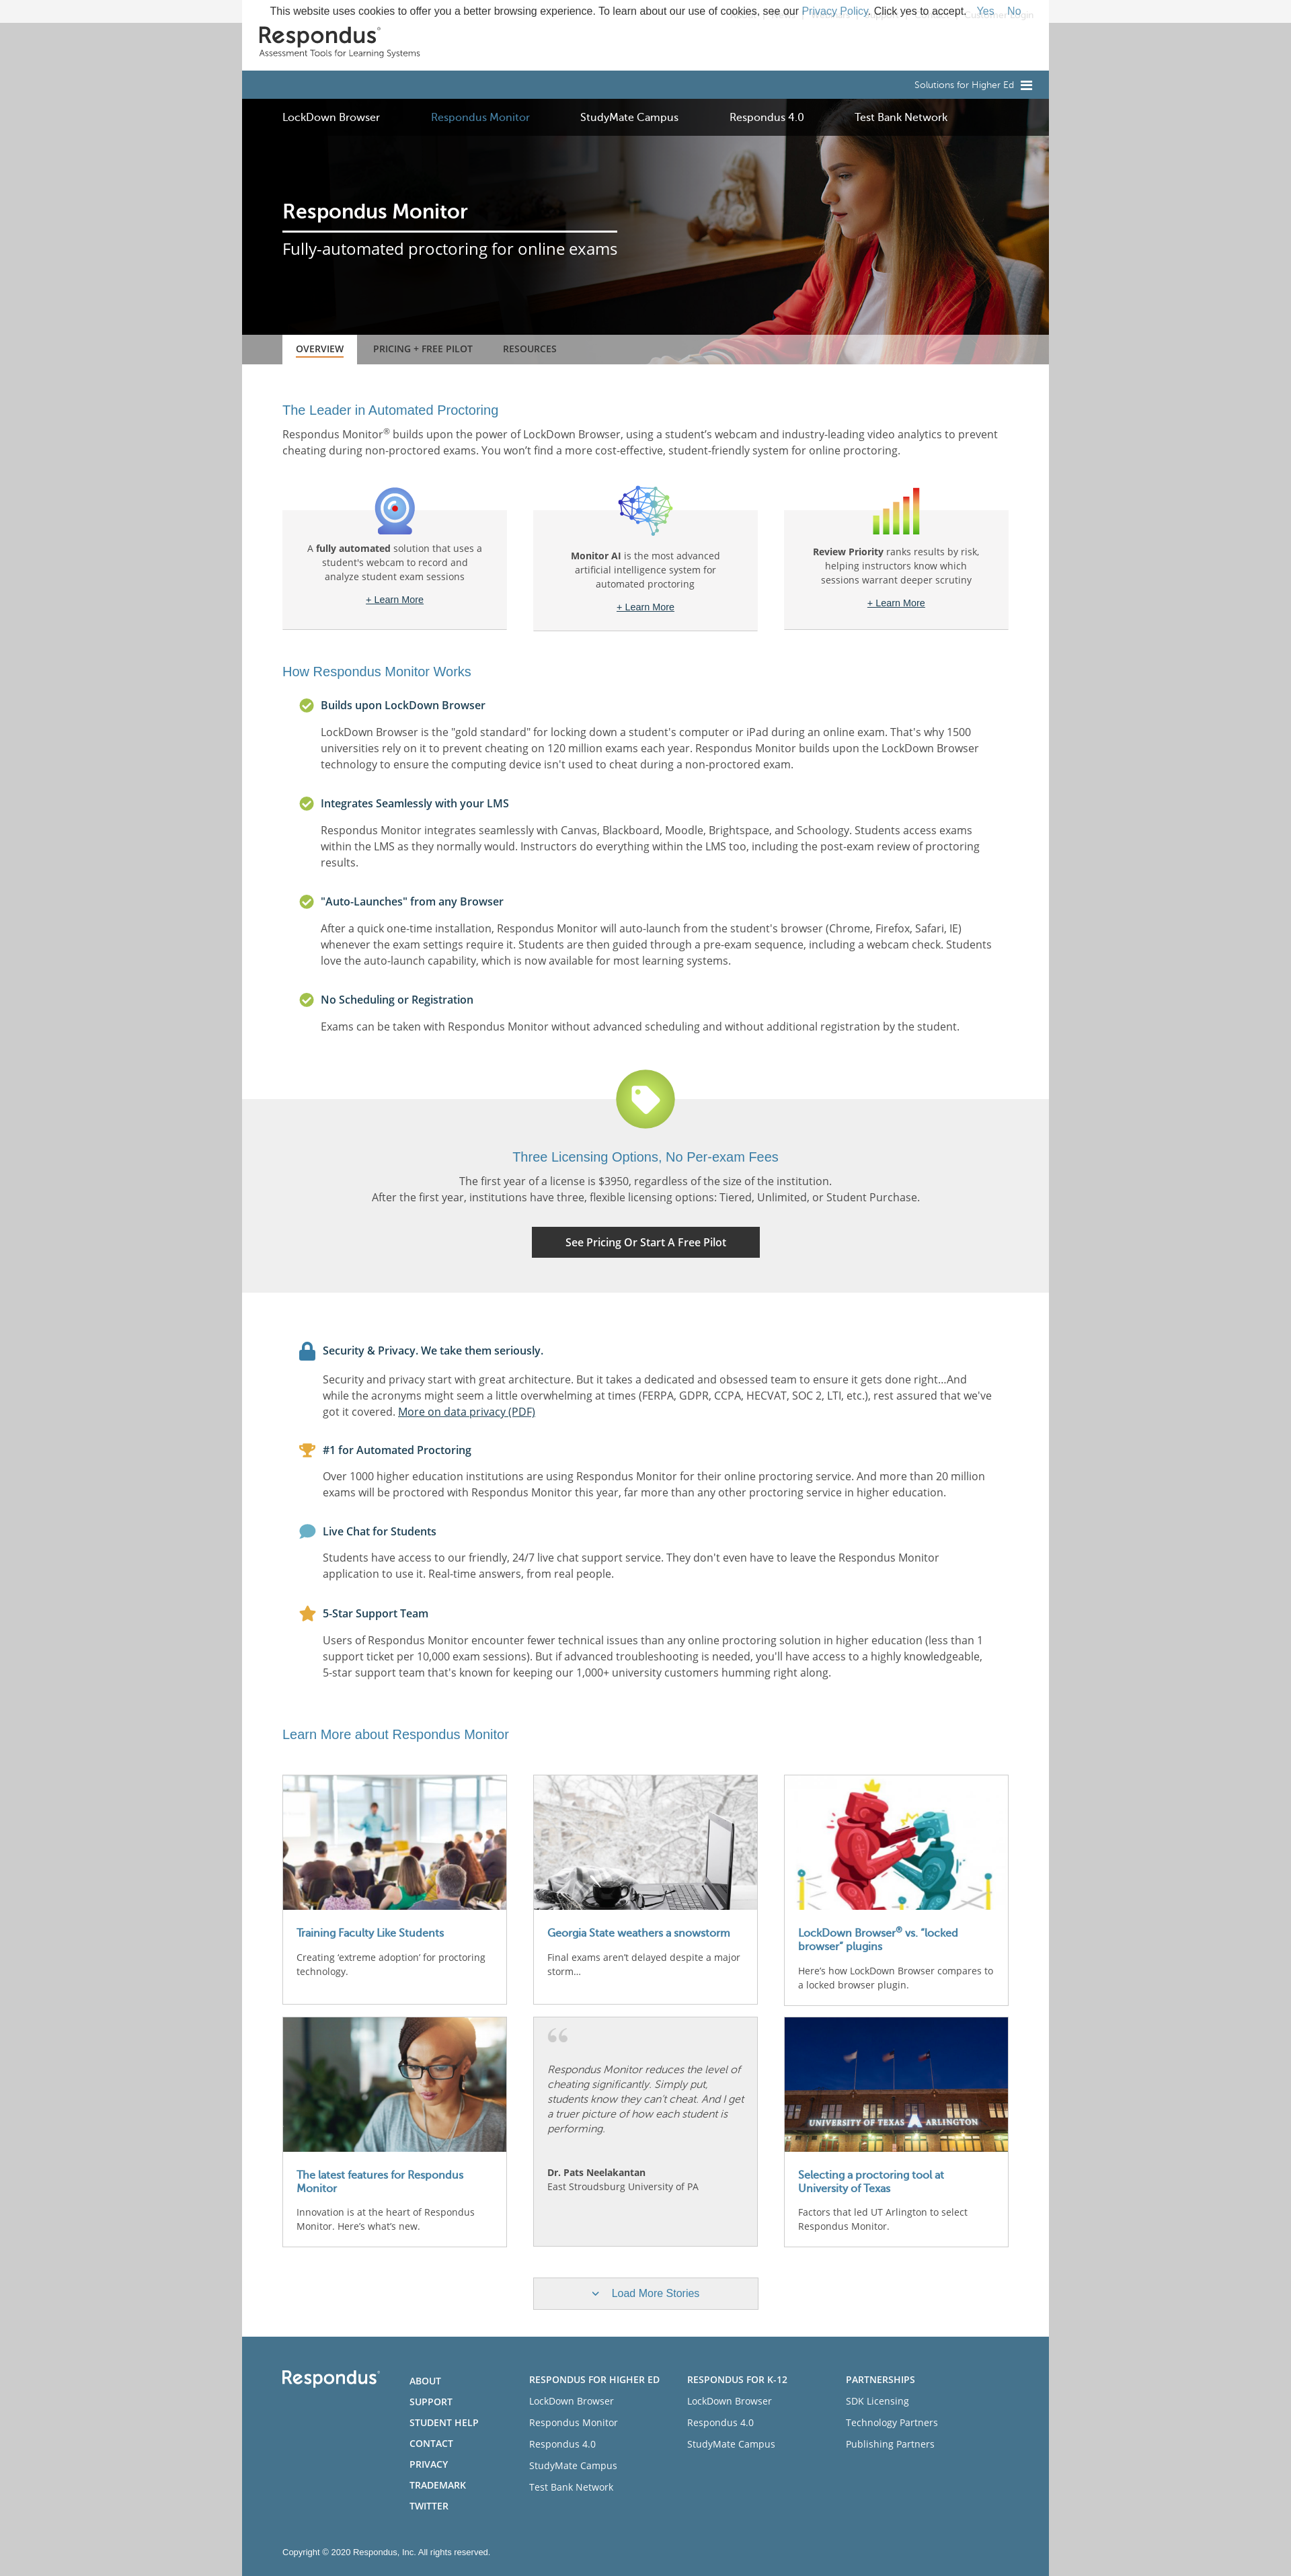 This website uses cookies to offer you a better browsing experience. To learn about our use of cookies, see our Privacy Policy. Click yes to accept. Yes No
Respondus®
Assessment Tools for Learning Systems
Solutions for Higher Ed
LockDown Browser Respondus Monitor StudyMate Campus Respondus 4.0 Test Bank Network
Respondus Monitor
Fully-automated proctoring for online exams
OVERVIEW PRICING + FREE PILOT RESOURCES
The Leader in Automated Proctoring
Respondus Monitor® builds upon the power of LockDown Browser, using a student’s webcam and industry-leading video analytics to prevent
cheating during non-proctored exams. You won’t find a more cost-effective, student-friendly system for online proctoring.
A fully automated solution that uses a
student's webcam to record and
analyze student exam sessions
+ Learn More
Monitor AI is the most advanced
artificial intelligence system for
automated proctoring
+ Learn More
Review Priority ranks results by risk,
helping instructors know which
sessions warrant deeper scrutiny
+ Learn More
How Respondus Monitor Works
Builds upon LockDown Browser
LockDown Browser is the "gold standard" for locking down a student's computer or iPad during an online exam. That's why 1500
universities rely on it to prevent cheating on 120 million exams each year. Respondus Monitor builds upon the LockDown Browser
technology to ensure the computing device isn't used to cheat during a non-proctored exam.
Integrates Seamlessly with your LMS
Respondus Monitor integrates seamlessly with Canvas, Blackboard, Moodle, Brightspace, and Schoology. Students access exams
within the LMS as they normally would. Instructors do everything within the LMS too, including the post-exam review of proctoring
results.
"Auto-Launches" from any Browser
After a quick one-time installation, Respondus Monitor will auto-launch from the student's browser (Chrome, Firefox, Safari, IE)
whenever the exam settings require it. Students are then guided through a pre-exam sequence, including a webcam check. Students
love the auto-launch capability, which is now available for most learning systems.
No Scheduling or Registration
Exams can be taken with Respondus Monitor without advanced scheduling and without additional registration by the student.
Three Licensing Options, No Per-exam Fees
The first year of a license is $3950, regardless of the size of the institution.
After the first year, institutions have three, flexible licensing options: Tiered, Unlimited, or Student Purchase.
See Pricing Or Start A Free Pilot
Security & Privacy. We take them seriously.
Security and privacy start with great architecture. But it takes a dedicated and obsessed team to ensure it gets done right…And
while the acronyms might seem a little overwhelming at times (FERPA, GDPR, CCPA, HECVAT, SOC 2, LTI, etc.), rest assured that we've
got it covered. More on data privacy (PDF)
#1 for Automated Proctoring
Over 1000 higher education institutions are using Respondus Monitor for their online proctoring service. And more than 20 million
exams will be proctored with Respondus Monitor this year, far more than any other proctoring service in higher education.
Live Chat for Students
Students have access to our friendly, 24/7 live chat support service. They don't even have to leave the Respondus Monitor
application to use it. Real-time answers, from real people.
5-Star Support Team
Users of Respondus Monitor encounter fewer technical issues than any online proctoring solution in higher education (less than 1
support ticket per 10,000 exam sessions). But if advanced troubleshooting is needed, you'll have access to a highly knowledgeable,
5-star support team that's known for keeping our 1,000+ university customers humming right along.
Learn More about Respondus Monitor
Training Faculty Like Students
Creating ‘extreme adoption’ for proctoring
technology.
Georgia State weathers a snowstorm
Final exams aren’t delayed despite a major
storm…
LockDown Browser® vs. “locked
browser” plugins
Here’s how LockDown Browser compares to
a locked browser plugin.
The latest features for Respondus
Monitor
Innovation is at the heart of Respondus
Monitor. Here’s what’s new.
“
Respondus Monitor reduces the level of
cheating significantly. Simply put,
students know they can’t cheat. And I get
a truer picture of how each student is
performing.
Dr. Pats Neelakantan
East Stroudsburg University of PA
UNIVERSITY OF TEXAS A ARLINGTON
Selecting a proctoring tool at
University of Texas
Factors that led UT Arlington to select
Respondus Monitor.
Load More Stories
Respondus®
ABOUT
SUPPORT
STUDENT HELP
CONTACT
PRIVACY
TRADEMARK
TWITTER
RESPONDUS FOR HIGHER ED
LockDown Browser
Respondus Monitor
Respondus 4.0
StudyMate Campus
Test Bank Network
RESPONDUS FOR K-12
LockDown Browser
Respondus 4.0
StudyMate Campus
PARTNERSHIPS
SDK Licensing
Technology Partners
Publishing Partners
Copyright © 2020 Respondus, Inc. All rights reserved.